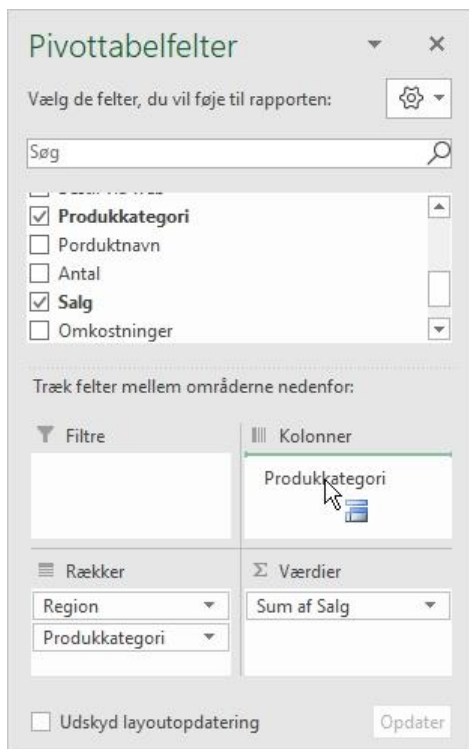 Pivottabelfelter
Vælg de felter, du vil føje til rapporten:
Søg
Produkkategori
Porduktnavn
Antal
Salg
Omkostninger
Træk felter mellem områderne nedenfor:
Filtre
Kolonner
Produkkategori
Rækker
Σ Værdier
Region
Sum af Salg
Produkkategori
Udskyd layoutopdatering
Opdater